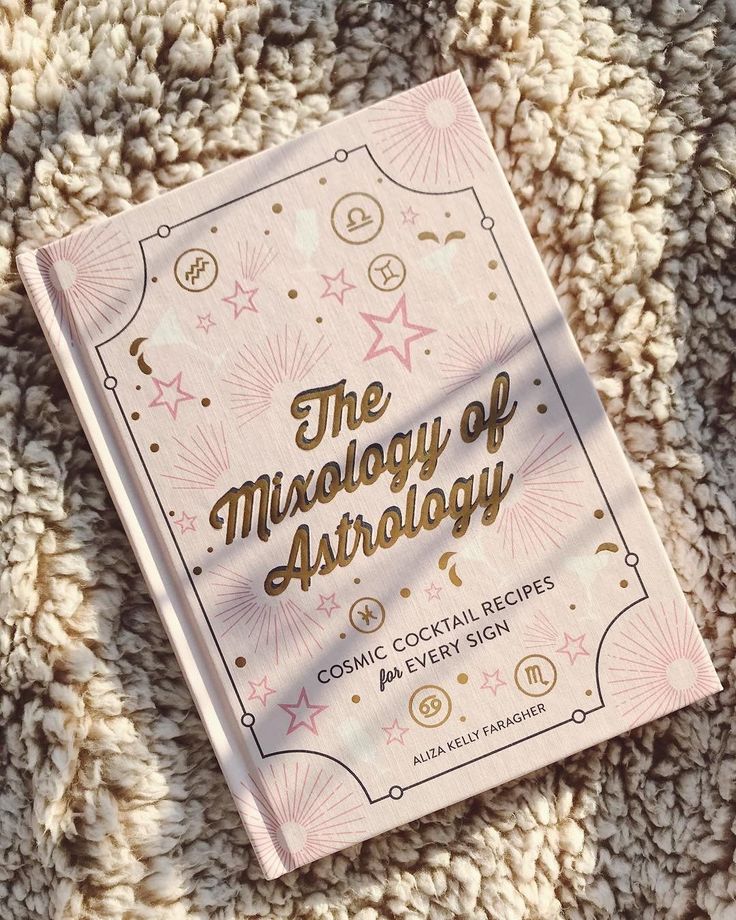 The
Mixology of
Astrology
COSMIC COCKTAIL RECIPES
for EVERY SIGN
ALIZA KELLY FARAGHER